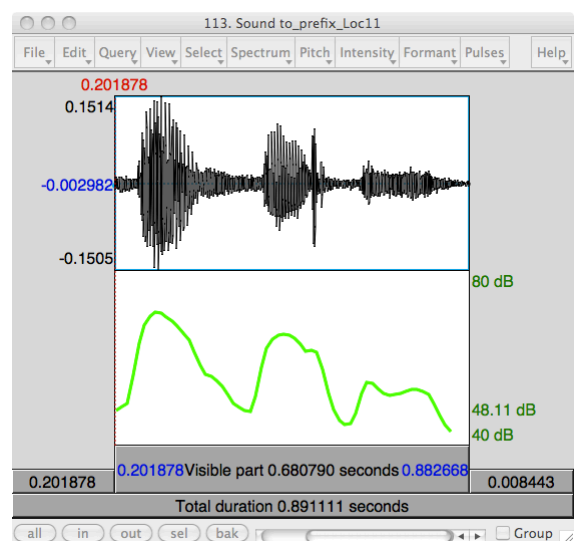 113. Sound to_prefix_Loc11
File Edit Query View Select Spectrum Pitch Intensity Formant Pulses Help
0.201878
0.1514
-0.002982
-0.1505
80 dB
48.11 dB
40 dB
0.201878 Visible part 0.680790 seconds 0.882668
0.201878 0.008443
Total duration 0.891111 seconds
all in out sel bak Group